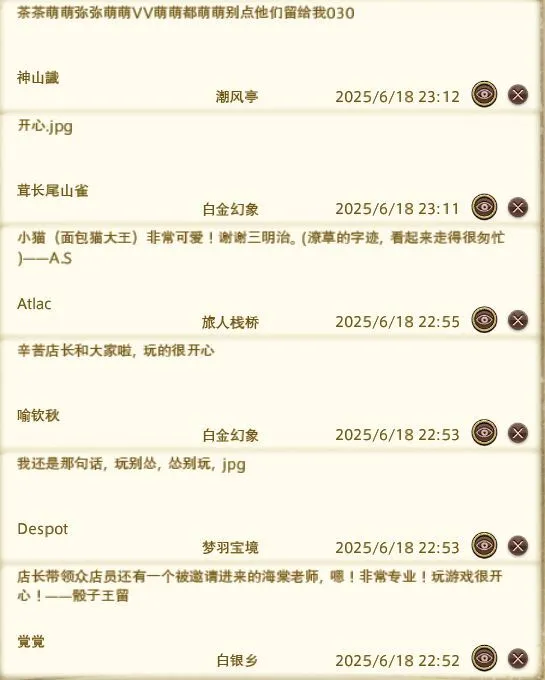 茶茶萌萌弥弥萌萌VV萌萌都萌萌别点他们留给我030
神山讖
潮风亭 2025/6/18 23:12
开心.jpg
茸长尾山雀
白金幻象 2025/6/18 23:11
小猫（面包猫大王）非常可爱！谢谢三明治。(潦草的字迹，看起来走得很匆忙
)——A.S
Atlac
旅人栈桥 2025/6/18 22:55
辛苦店长和大家啦，玩的很开心
喻钦秋
白金幻象 2025/6/18 22:53
我还是那句话，玩别怂，怂别玩，jpg
Despot
梦羽宝境 2025/6/18 22:53
店长带领众店员还有一个被邀请进来的海棠老师，嗯！非常专业！玩游戏很开
心！——骰子王留
覚覚
白银乡 2025/6/18 22:52